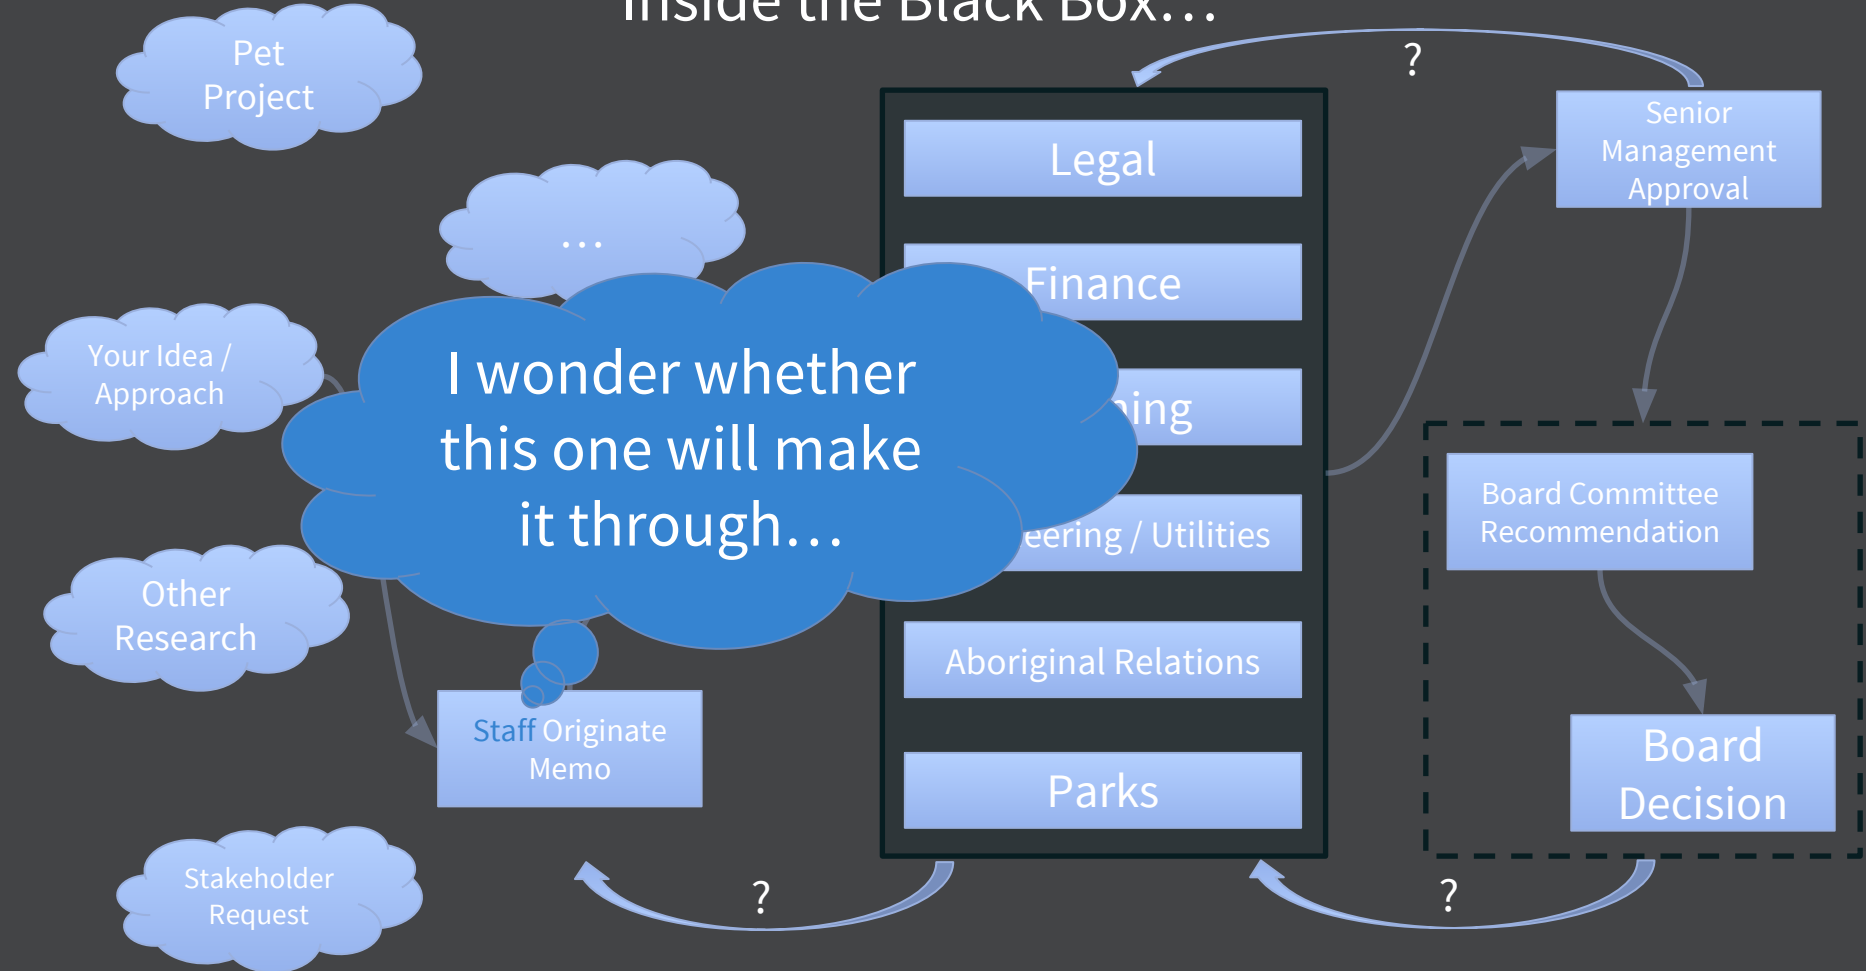 Inside the Black Box…
Pet
Project
…
Your Idea /
Approach
Other
Research
Stakeholder
Request
I wonder whether
this one will make
it through…
Staff Originate
Memo
Legal
Finance
ning
eering / Utilities
Aboriginal Relations
Parks
?
Senior
Management
Approval
Board Committee
Recommendation
Board
Decision
?
?